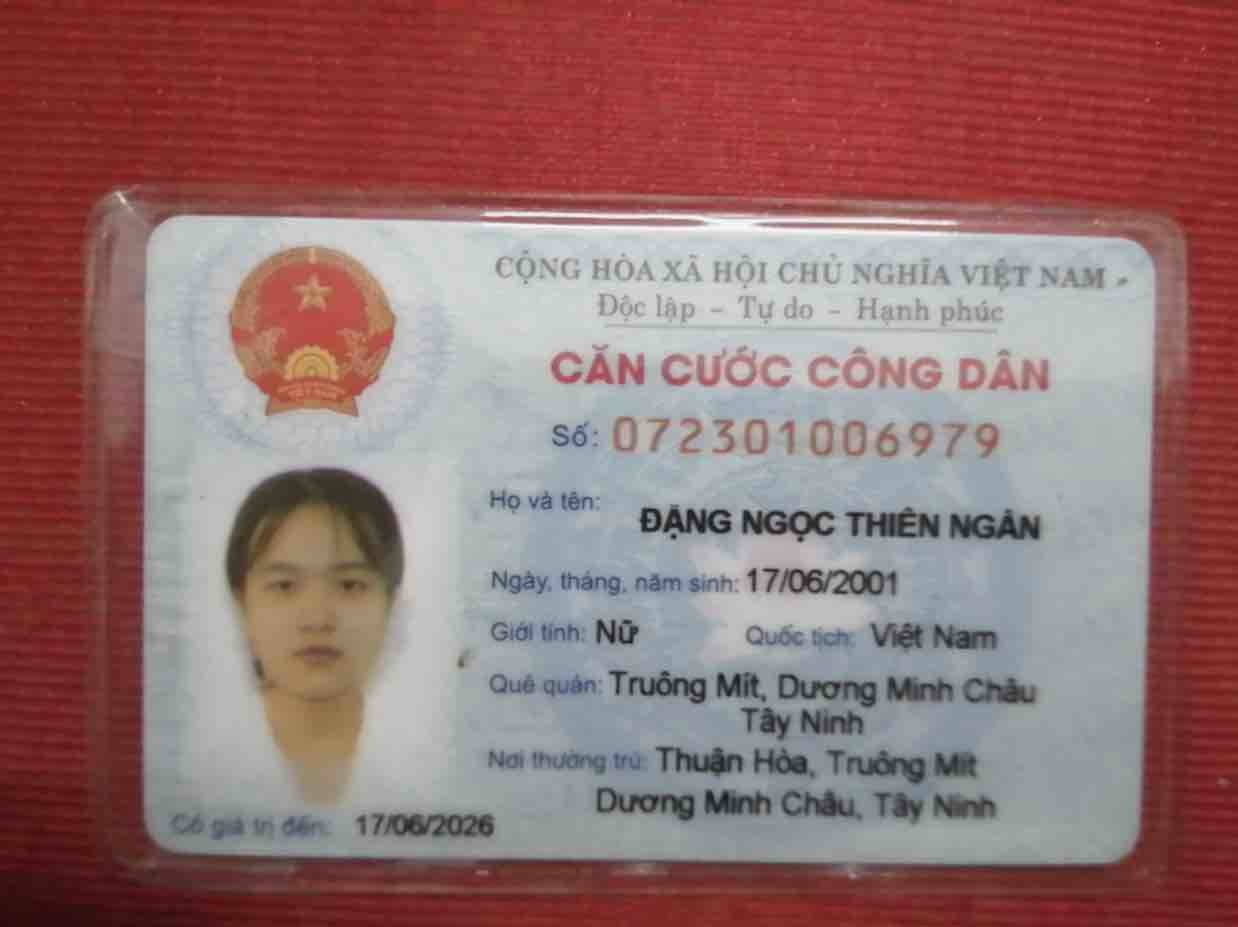 CỘNG HÒA XÃ HỘI CHỦ NGHĨA VIỆT NAM
Độc lập - Tự do - Hạnh phúc
CĂN CƯỚC CÔNG DÂN
Số: 072301006979
Họ và tên: ĐẶNG NGỌC THIÊN NGÂN
Ngày, tháng, năm sinh: 17/06/2001
Giới tính: Nữ Quốc tịch: Việt Nam
Quê quán: Truông Mít, Dương Minh Châu
Tây Ninh
Nơi thường trú: Thuận Hòa, Truông Mít
Dương Minh Châu, Tây Ninh
Có giá trị đến: 17/06/2026